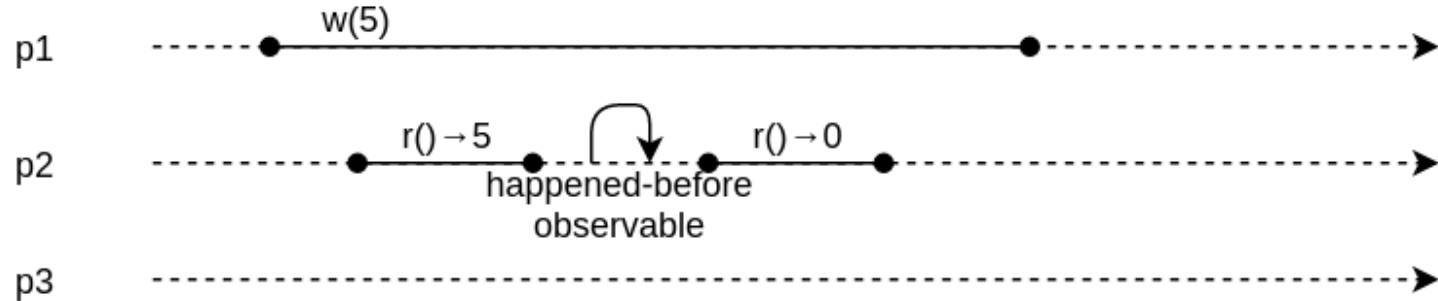 p1 w(5)
p2 r()→5 r()→0
happened-before
observable
p3